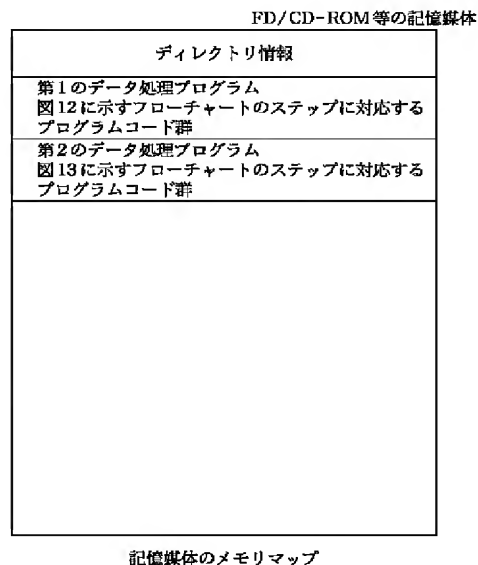 FD/CD-ROM等の記憶媒体
ディレクトリ情報
第1のデータ処理プログラム
図12に示すフローチャートのステップに対応する
プログラムコード群
第2のデータ処理プログラム
図13に示すフローチャートのステップに対応する
プログラムコード群
記憶媒体のメモリマップ